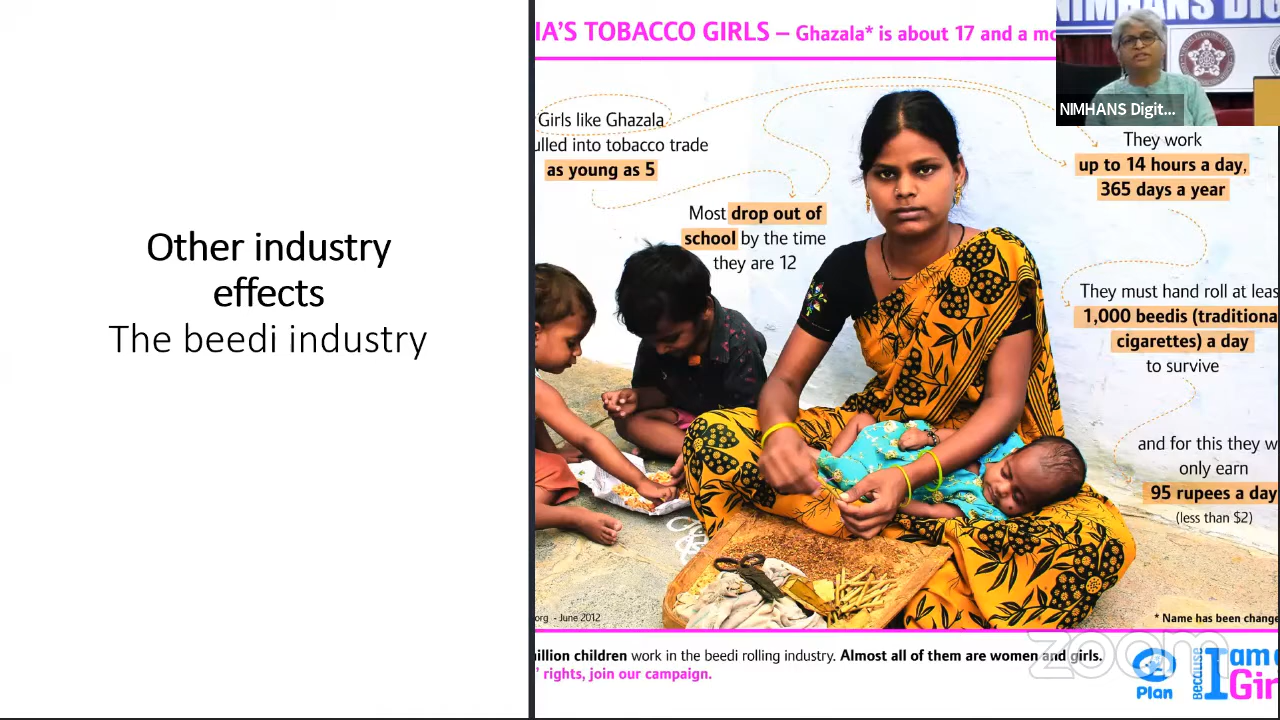 Other industry
effects
The beedi industry
IA'S TOBACCO GIRLS – Ghazala* is about 17 and a mo
NIMHANS DIG
NIMHANS Digit...
Girls like Ghazala
ulled into tobacco trade
as young as 5
Most drop out of
school by the time
they are 12
They work
up to 14 hours a day,
365 days a year
They must hand roll at leas
1,000 beedis (traditiona
cigarettes) a day
to survive
and for this they w
only earn
95 rupees a day
(less than $2)
org - June 2012
* Name has been change
zoom
illion children work in the beedi rolling industry. Almost all of them are women and girls.
' rights, join our campaign.
Plan
because
I am a
Gir